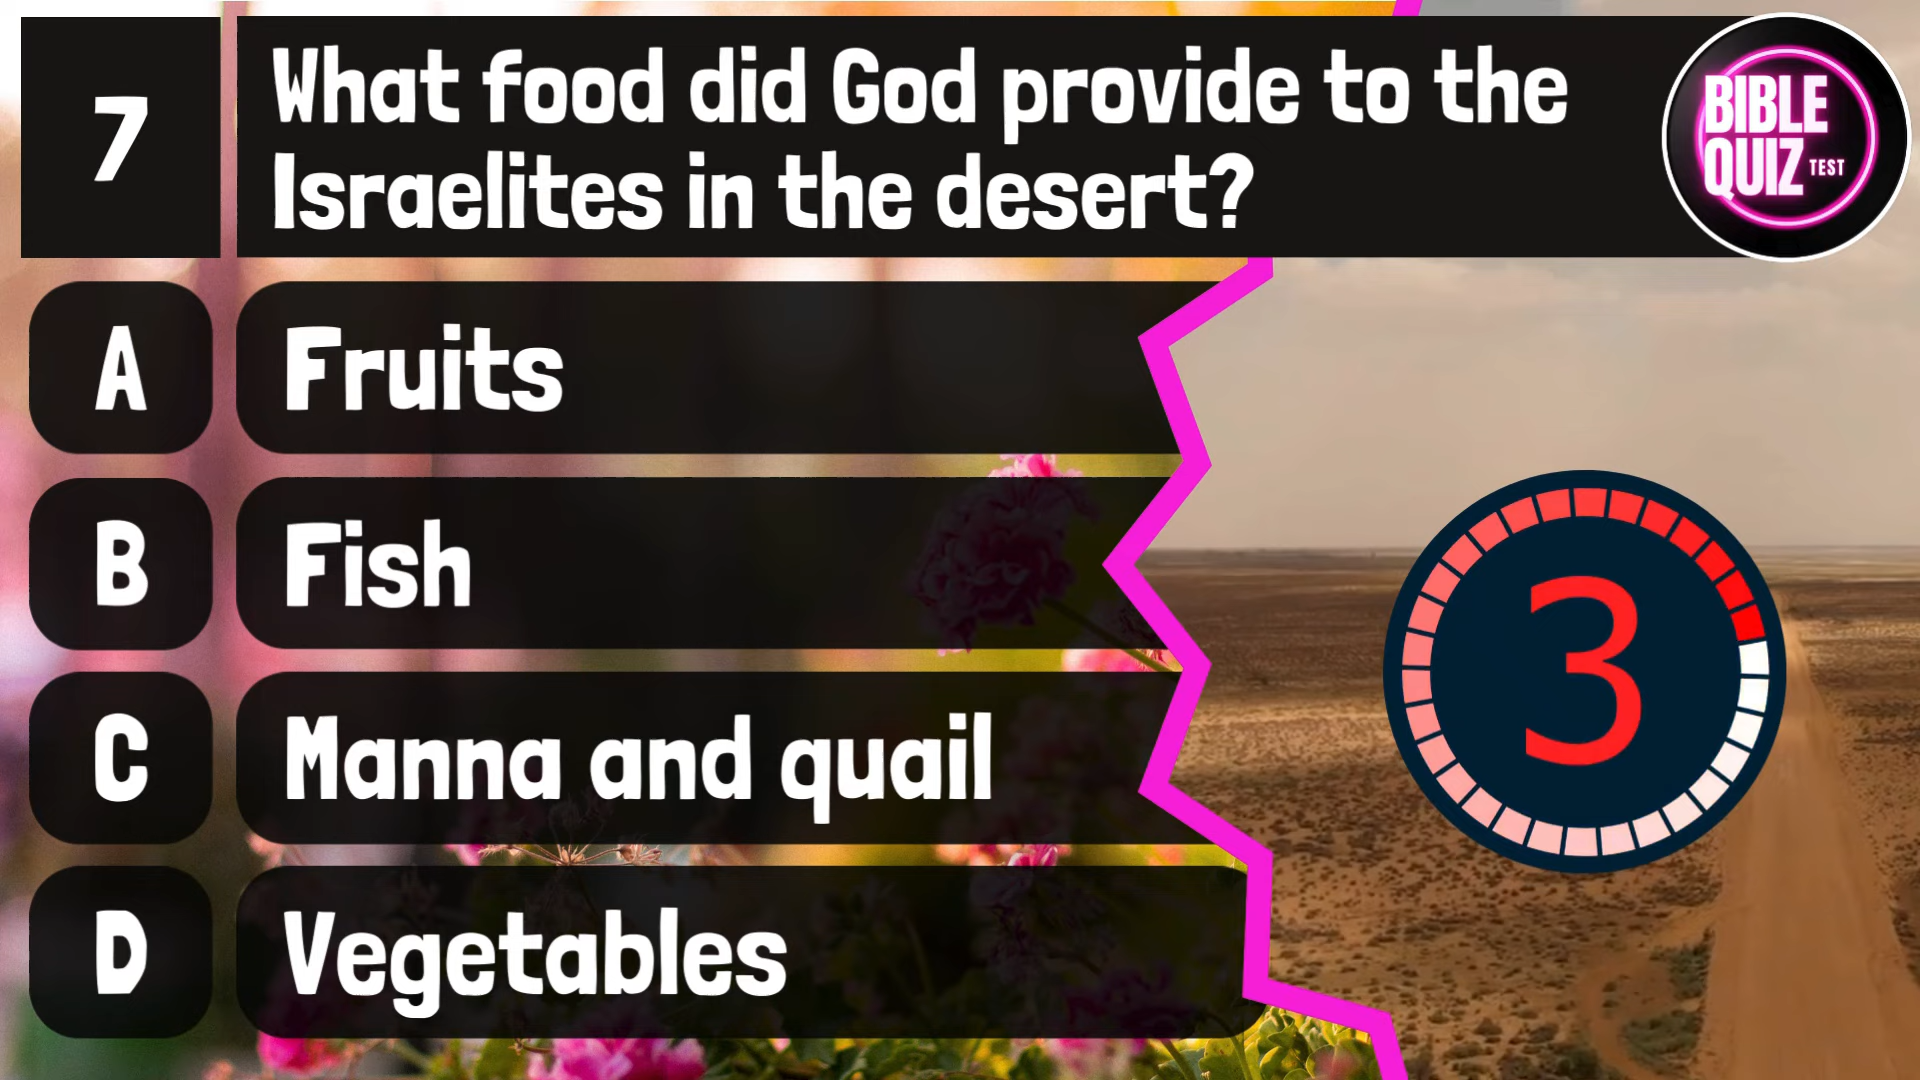 7
What food did God provide to the
Israelites in the desert?
BIBLE
QUIZ TEST
A
Fruits
B
Fish
C
Manna and quail
D
Vegetables
3